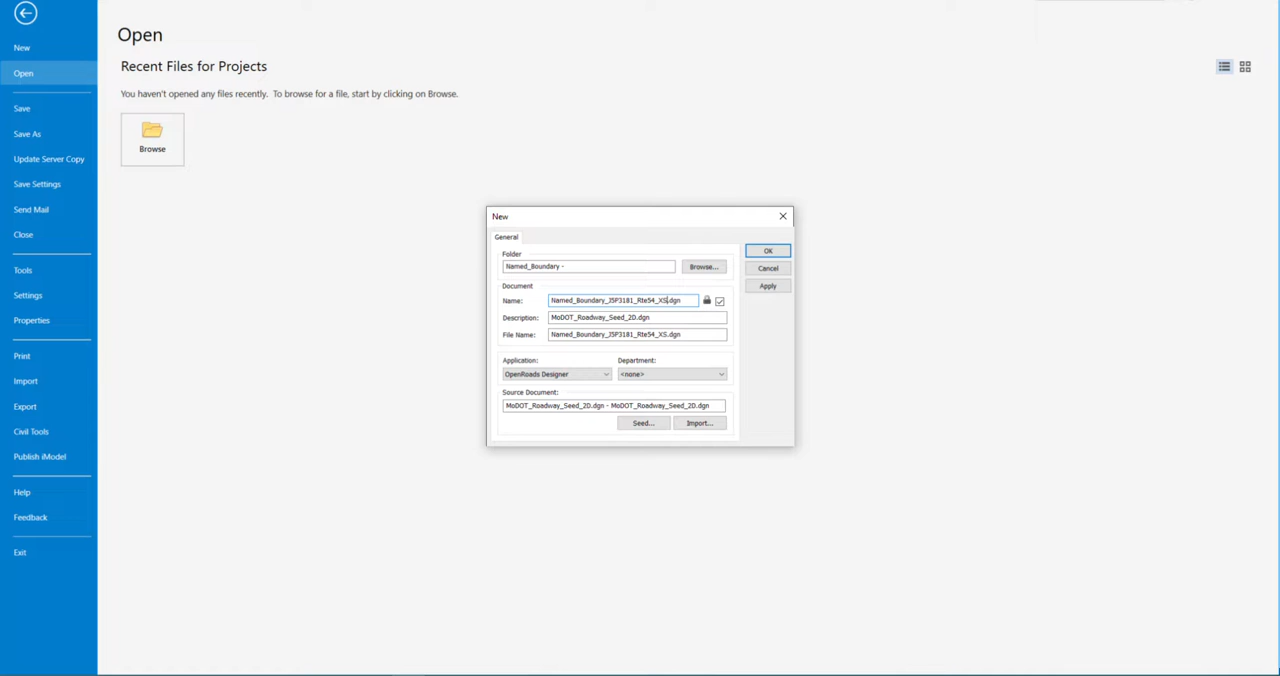 Open
Recent Files for Projects
You haven't opened any files recently. To browse for a file, start by clicking on Browse.
Browse
New
Open
Save
Save As
Update Server Copy
Save Settings
Send Mail
Close
Tools
Settings
Properties
Print
Import
Export
Civil Tools
Publish iModel
Help
Feedback
Exit
New
General
Folder
Named_Boundary -
Browse...
Document
Name: Named_Boundary_J5P3181_Rte54_XS.dgn
Description: MoDOT_Roadway_Seed_2D.dgn
File Name: Named_Boundary_J5P3181_Rte54_XS.dgn
Application: Department:
OpenRoads Designer <none>
Source Document:
MoDOT_Roadway_Seed_2D.dgn - MoDOT_Roadway_Seed_2D.dgn
Seed... Import...
OK
Cancel
Apply